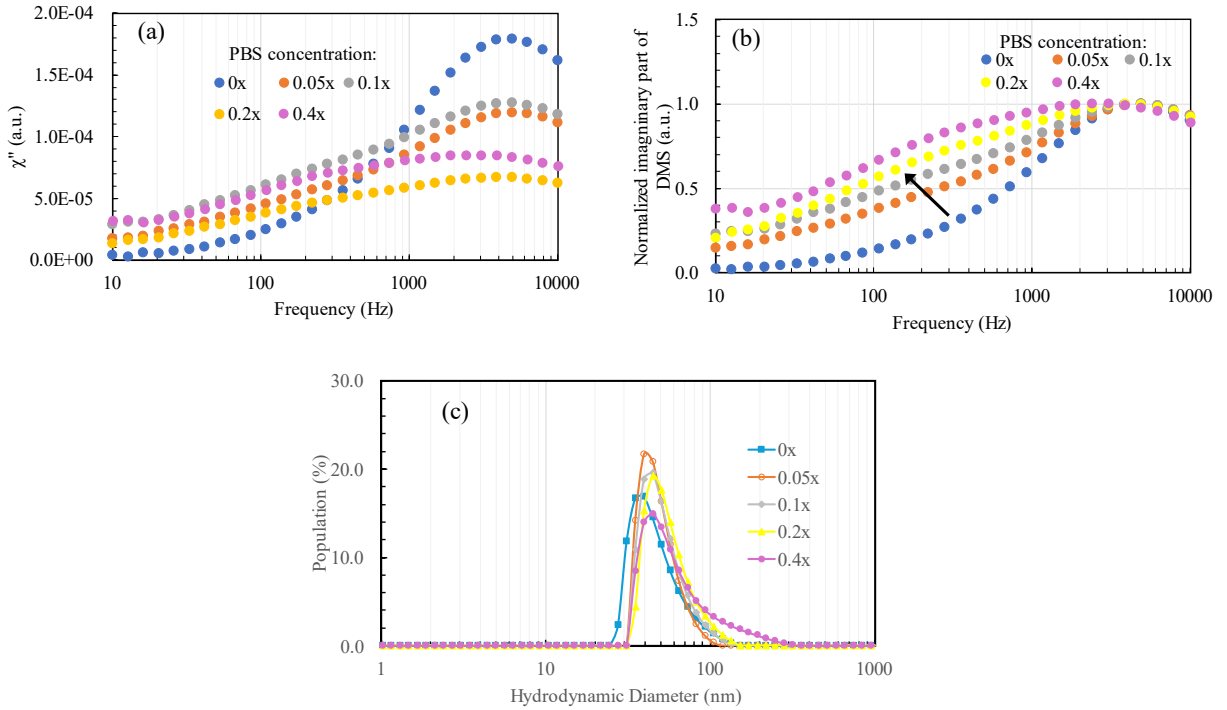 (a)
PBS concentration:
0x 0.05x 0.1x
0.2x 0.4x
2.0E-04
1.5E-04
1.0E-04
5.0E-05
0.0E+00
χ" (a.u.)
10 100 1000 10000
Frequency (Hz)
(b)
PBS concentration:
0x 0.05x 0.1x
0.2x 0.4x
1.5
1.0
0.5
0.0
Normalized imagninary part of
DMS (a.u.)
10 100 1000 10000
Frequency (Hz)
(c)
30.0
20.0
10.0
0.0
Population (%)
0x
0.05x
0.1x
0.2x
0.4x
1 10 100 1000
Hydrodynamic Diameter (nm)